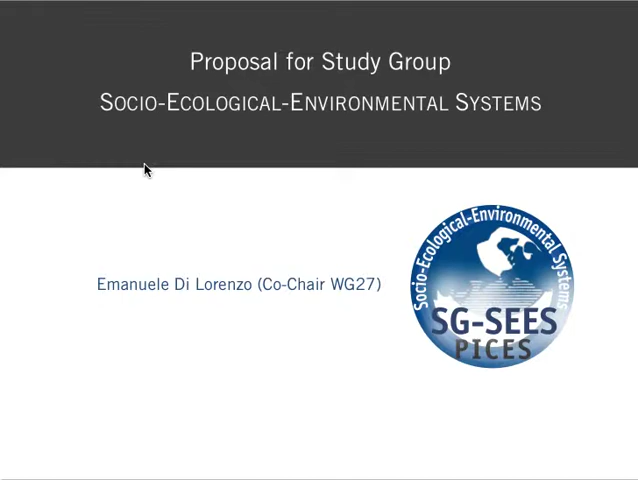 Proposal for Study Group
SOCIO-ECOLOGICAL-ENVIRONMENTAL SYSTEMS
Socio-Ecological-Environmental Systems
Emanuele Di Lorenzo (Co-Chair WG27)
SG-SEES
PICES